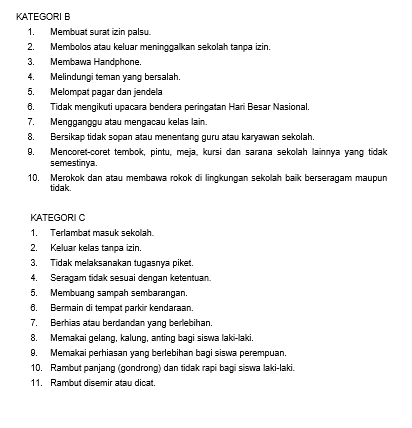 KATEGORI B
1. Membuat surat izin palsu.
2. Membolos atau keluar meninggalkan sekolah tanpa izin.
3. Membawa Handphone.
4. Melindungi teman yang bersalah.
5. Melompat pagar dan jendela
6. Tidak mengikuti upacara bendera peringatan Hari Besar Nasional.
7. Mengganggu atau mengacau kelas lain.
8. Bersikap tidak sopan atau menentang guru atau karyawan sekolah.
9. Mencoret-coret tembok, pintu, meja, kursi dan sarana sekolah lainnya yang tidak
semestinya.
10. Merokok dan atau membawa rokok di lingkungan sekolah baik berseragam maupun
tidak.
KATEGORI C
1. Terlambat masuk sekolah.
2. Keluar kelas tanpa izin.
3. Tidak melaksanakan tugasnya piket.
4. Seragam tidak sesuai dengan ketentuan.
5. Membuang sampah sembarangan.
6. Bermain di tempat parkir kendaraan.
7. Berhias atau berdandan yang berlebihan.
8. Memakai gelang, kalung, anting bagi siswa laki-laki.
9. Memakai perhiasan yang berlebihan bagi siswa perempuan.
10. Rambut panjang (gondrong) dan tidak rapi bagi siswa laki-laki.
11. Rambut disemir atau dicat.